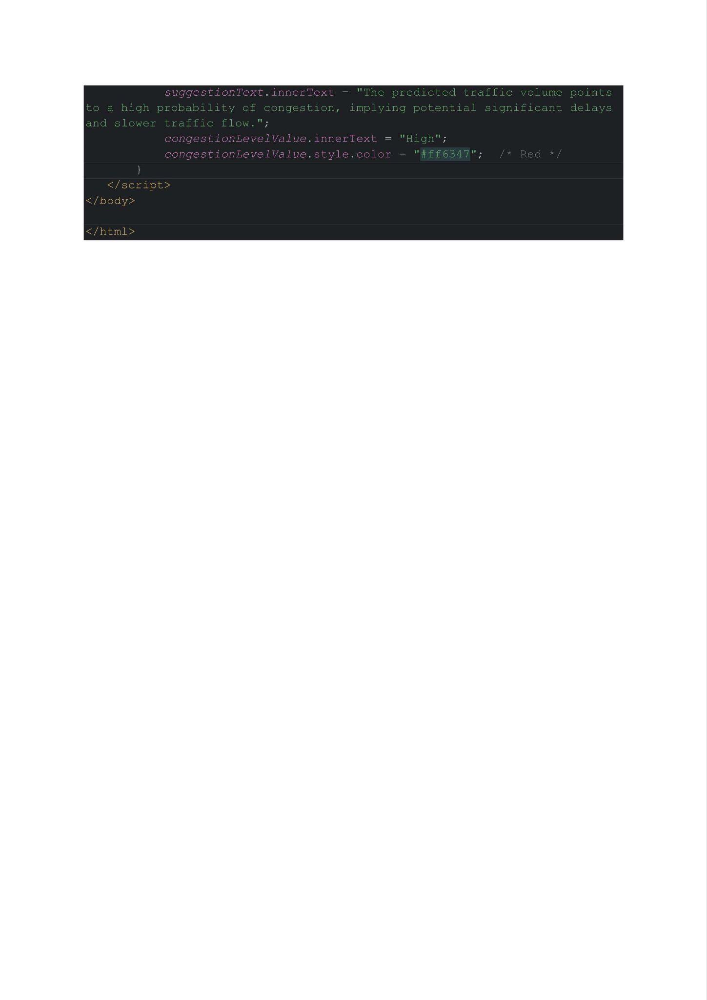 suggestionText.innerText = "The predicted traffic volume points
to a high probability of congestion, implying potential significant delays
and slower traffic flow.";
congestionLevelValue.innerText = "High";
congestionLevelValue.style.color = "#ff6347";  /* Red */
}
</script>
</body>
</html>